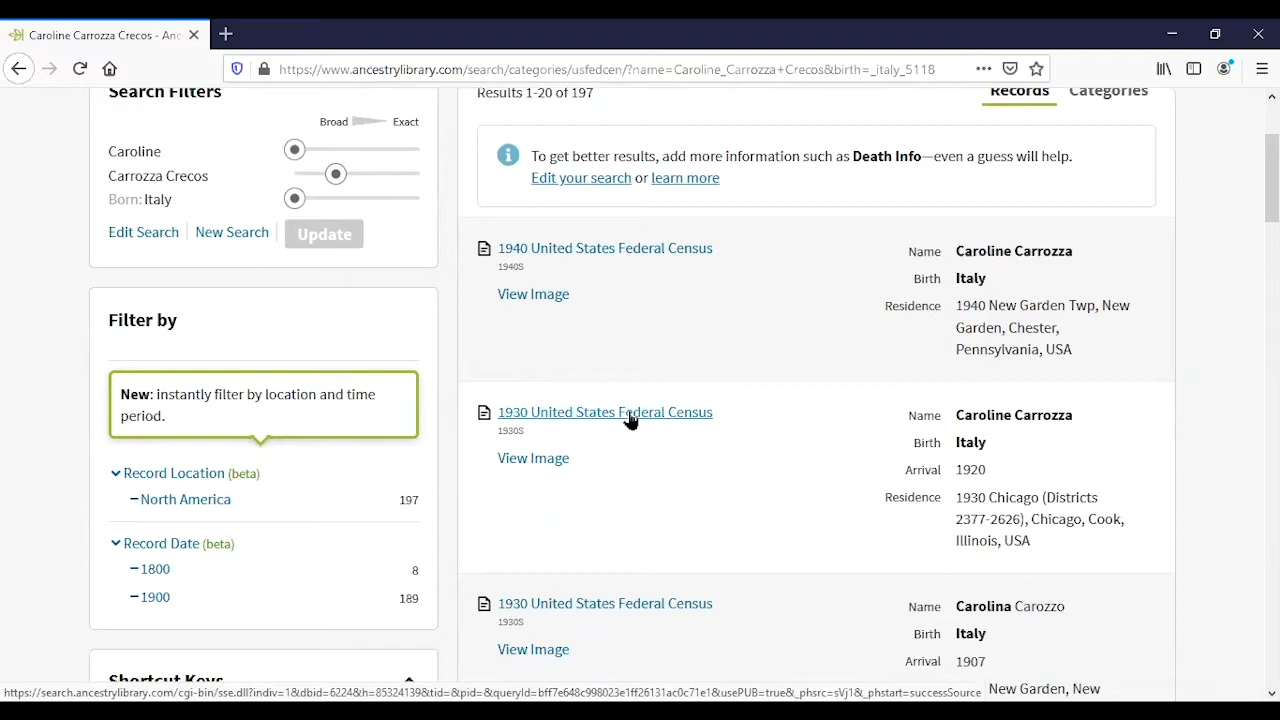 Caroline Carrozza Crecos - Anc
https://www.ancestrylibrary.com/search/categories/usfedcen/?name=Caroline_Carrozza+Crecos&birth=_italy_5118
Search Filters
Broad Exact
Caroline
Carrozza Crecos
Born: Italy
Edit Search New Search Update
Filter by
New: instantly filter by location and time
period.
Record Location (beta)
North America 197
Record Date (beta)
1800 8
1900 189
Shortcut Keys
Results 1-20 of 197
Records Categories
To get better results, add more information such as Death Info—even a guess will help.
Edit your search or learn more
1940 United States Federal Census
1940S
View Image
Name Caroline Carrozza
Birth Italy
Residence 1940 New Garden Twp, New
Garden, Chester,
Pennsylvania, USA
1930 United States Federal Census
1930S
View Image
Name Caroline Carrozza
Birth Italy
Arrival 1920
Residence 1930 Chicago (Districts
2377-2626), Chicago, Cook,
Illinois, USA
1930 United States Federal Census
1930S
View Image
Name Carolina Carozzo
Birth Italy
Arrival 1907
New Garden, New
https://search.ancestrylibrary.com/cgi-bin/sse.dll?indiv=1&dbid=6224&h=85324139&tid=&pid=&queryId=bff7e648c998023e1ff26131ac0c71e1&usePUB=true&_phsrc=sVj1&_phstart=successSource